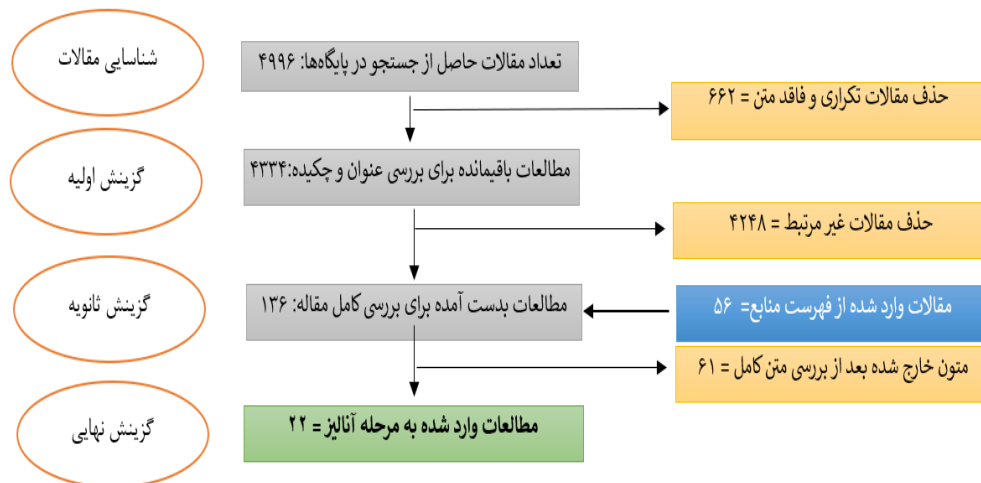 شناسایی مقالات
تعداد مقالات حاصل از جستجو در پایگاه‌ها: ۴۹۹۶
حذف مقالات تکراری و فاقد متن = ۶۶۲
گزینش اولیه
مطالعات باقیمانده برای بررسی عنوان و چکیده:۴۳۳۴
حذف مقالات غیر مرتبط = ۴۲۴۸
گزینش ثانویه
مطالعات بدست آمده برای بررسی کامل مقاله: ۱۳۶
مقالات وارد شده از فهرست منابع= ۵۶
متون خارج شده بعد از بررسی متن کامل = ۶۱
گزینش نهایی
مطالعات وارد شده به مرحله آنالیز = ۲۲